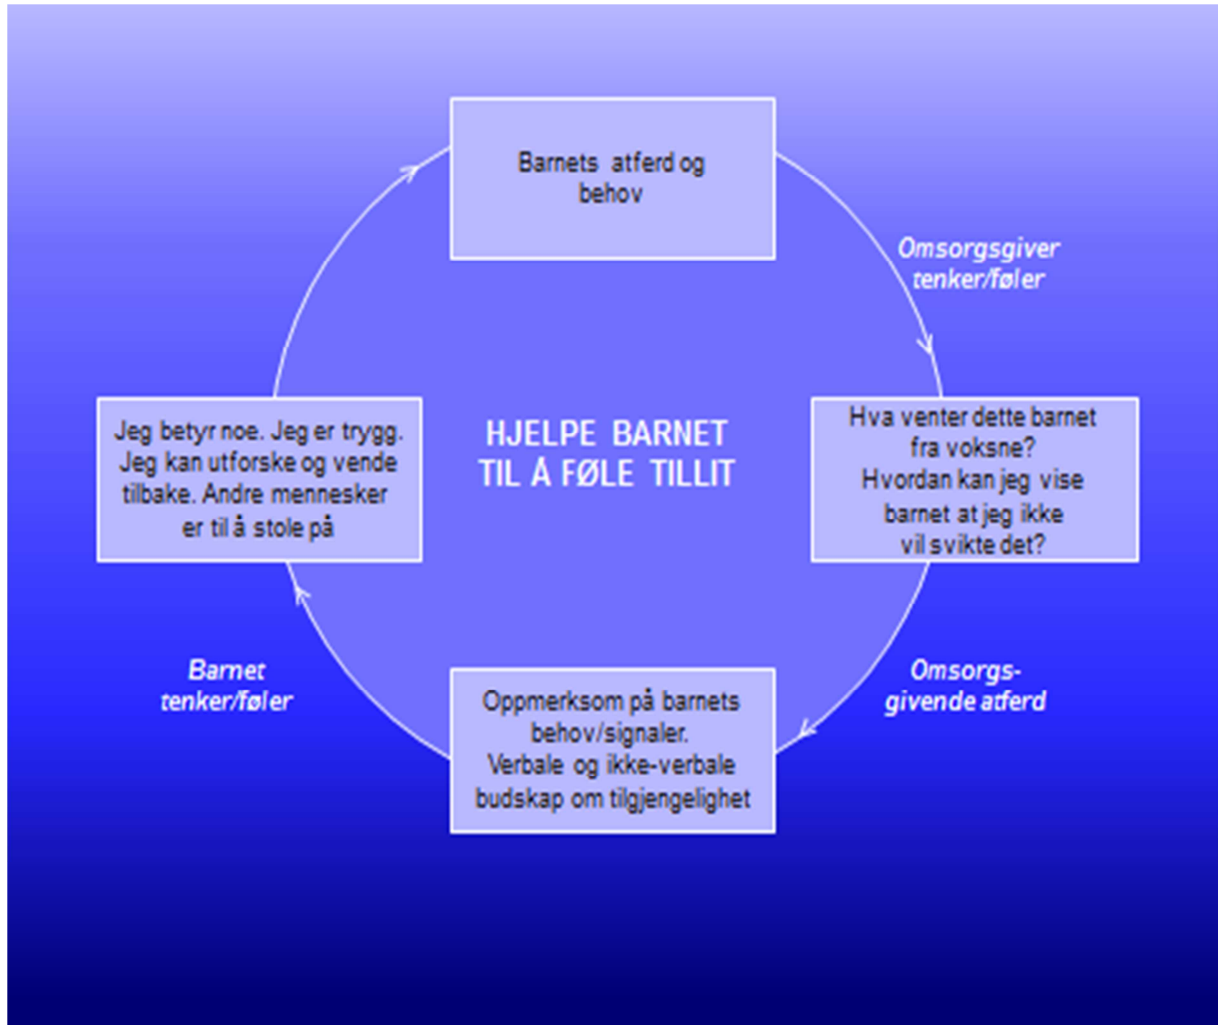 Barnets atferd og
behov
Omsorgsgiver
tenker/føler
Hva venter dette barnet
fra voksne?
Hvordan kan jeg vise
barnet at jeg ikke
vil svikte det?
Omsorgs-
givende atferd
Oppmerksom på barnets
behov/signaler.
Verbale og ikke-verbale
budskap om tilgjengelighet
Barnet
tenker/føler
Jeg betyr noe. Jeg er trygg.
Jeg kan utforske og vende
tilbake. Andre mennesker
er til å stole på
HJELPE BARNET
TIL Å FØLE TILLIT